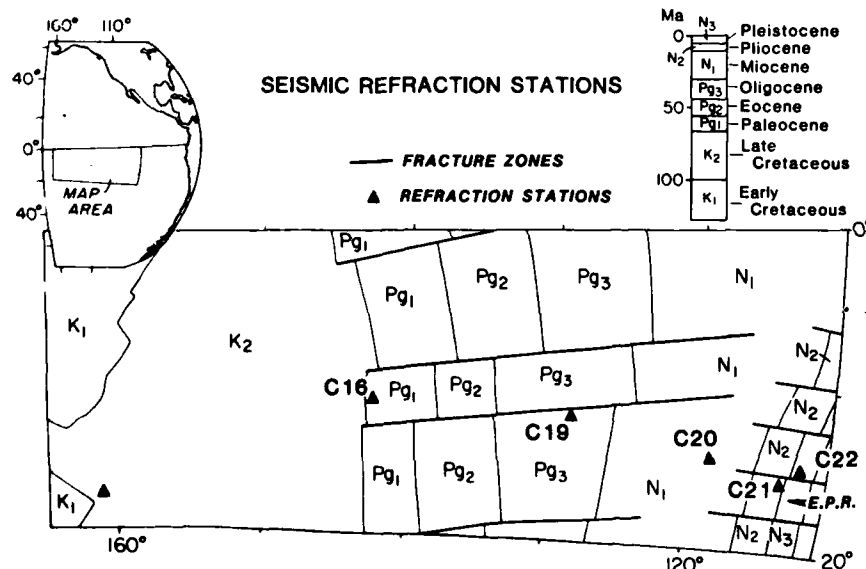 160° 110°
40°
0°
40°
MAP
AREA
SEISMIC REFRACTION STATIONS
FRACTURE ZONES
REFRACTION STATIONS
Ma
N₃
0
Pleistocene
N₂
Pliocene
N₁
Miocene
Pg₃
Oligocene
50
Pg₂
Eocene
Pg₁
Paleocene
K₂
Late
Cretaceous
100
K₁
Early
Cretaceous
0°
Pg₁
Pg₁ Pg₂ Pg₃ N₁
K₁ K₂ N₂
C16 Pg₁ Pg₂ Pg₃ N₁
N₂
C19 C20 N₂ C22
Pg₁ Pg₂ Pg₃ N₁ C21
K₁ E.P.R.
N₂ N₃
160° 120° 20°